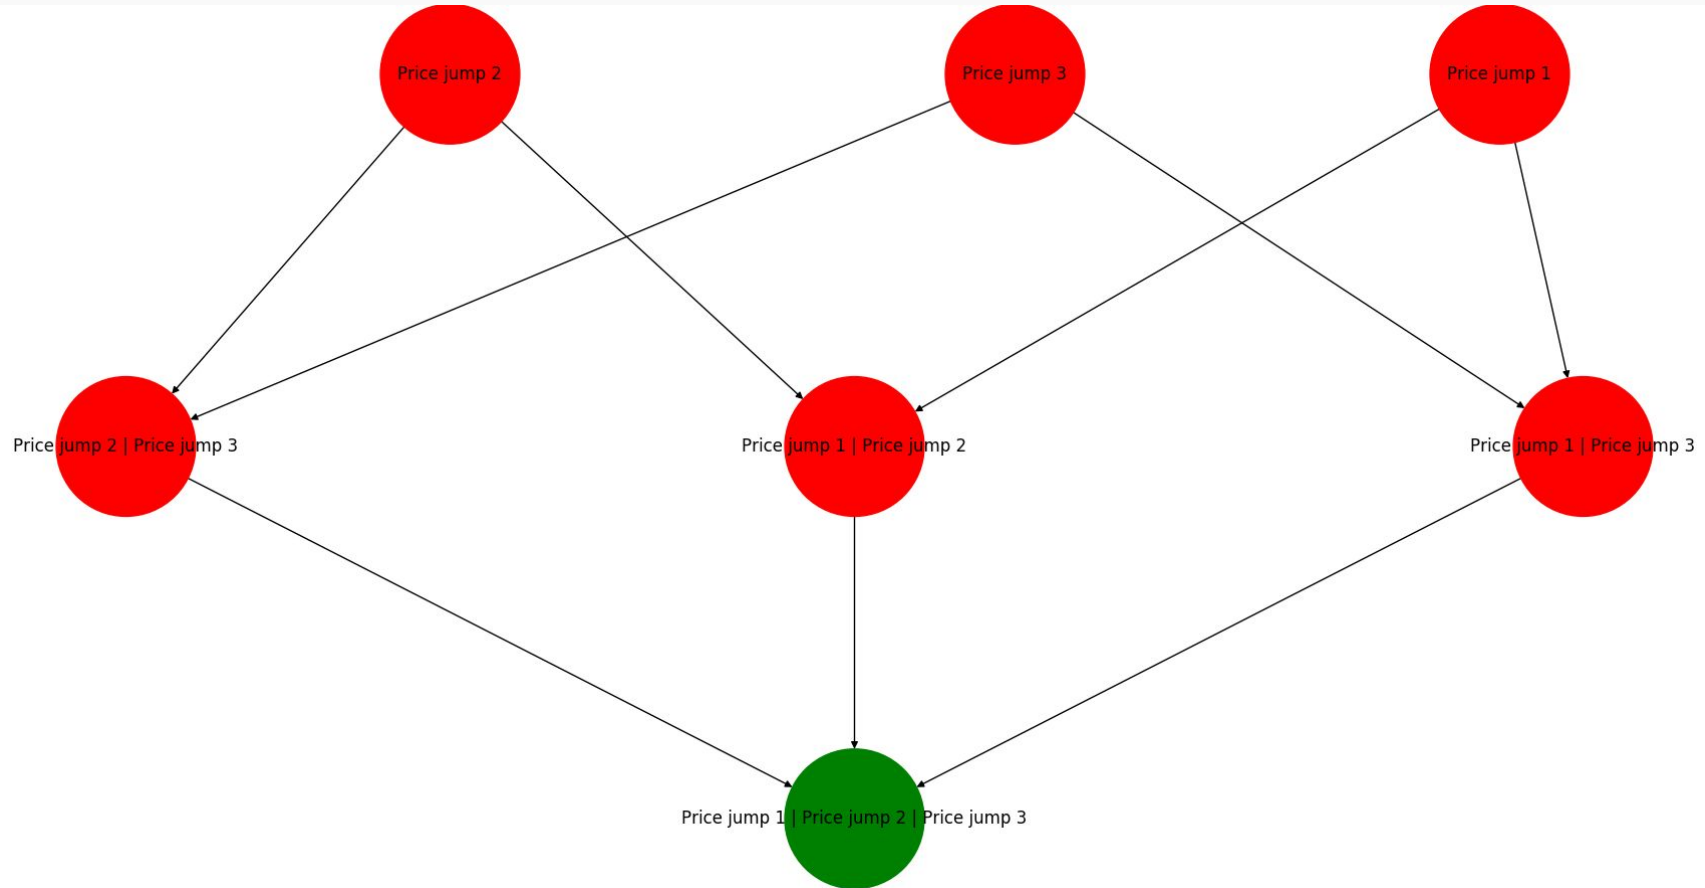 Price jump 2
Price jump 3
Price jump 1
Price jump 2 | Price jump 3
Price jump 1 | Price jump 2
Price jump 1 | Price jump 3
Price jump 1 | Price jump 2 | Price jump 3